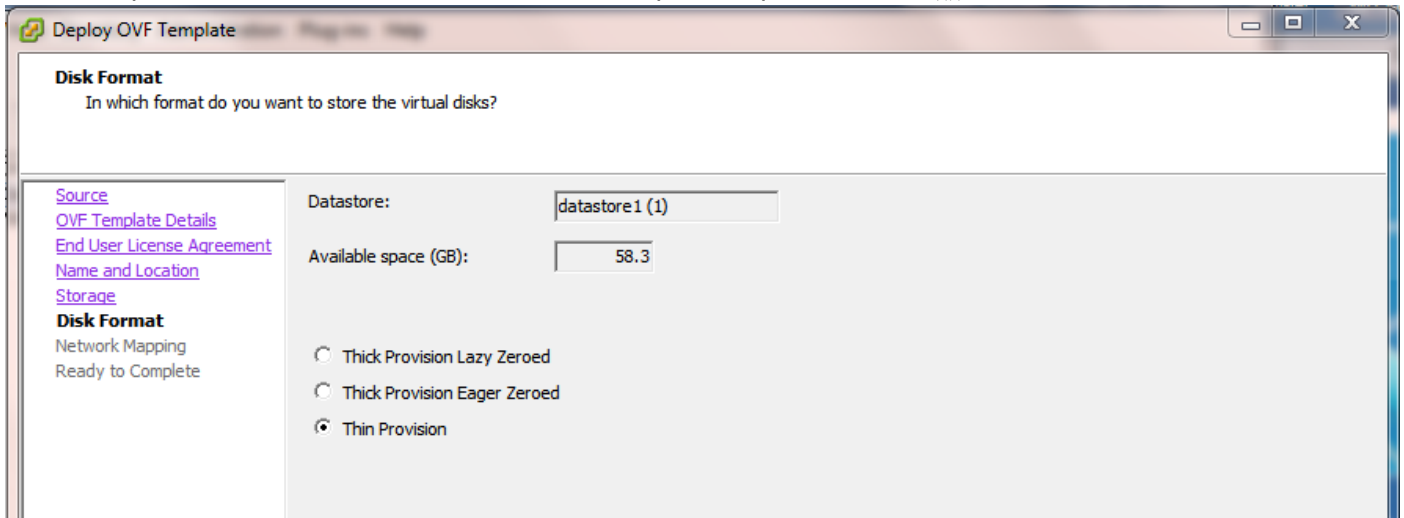 Deploy OVF Template
Disk Format
In which format do you want to store the virtual disks?
Source
OVF Template Details
End User License Agreement
Name and Location
Storage
Disk Format
Network Mapping
Ready to Complete
Datastore:
datastore1 (1)
Available space (GB):
58.3
Thick Provision Lazy Zeroed
Thick Provision Eager Zeroed
Thin Provision